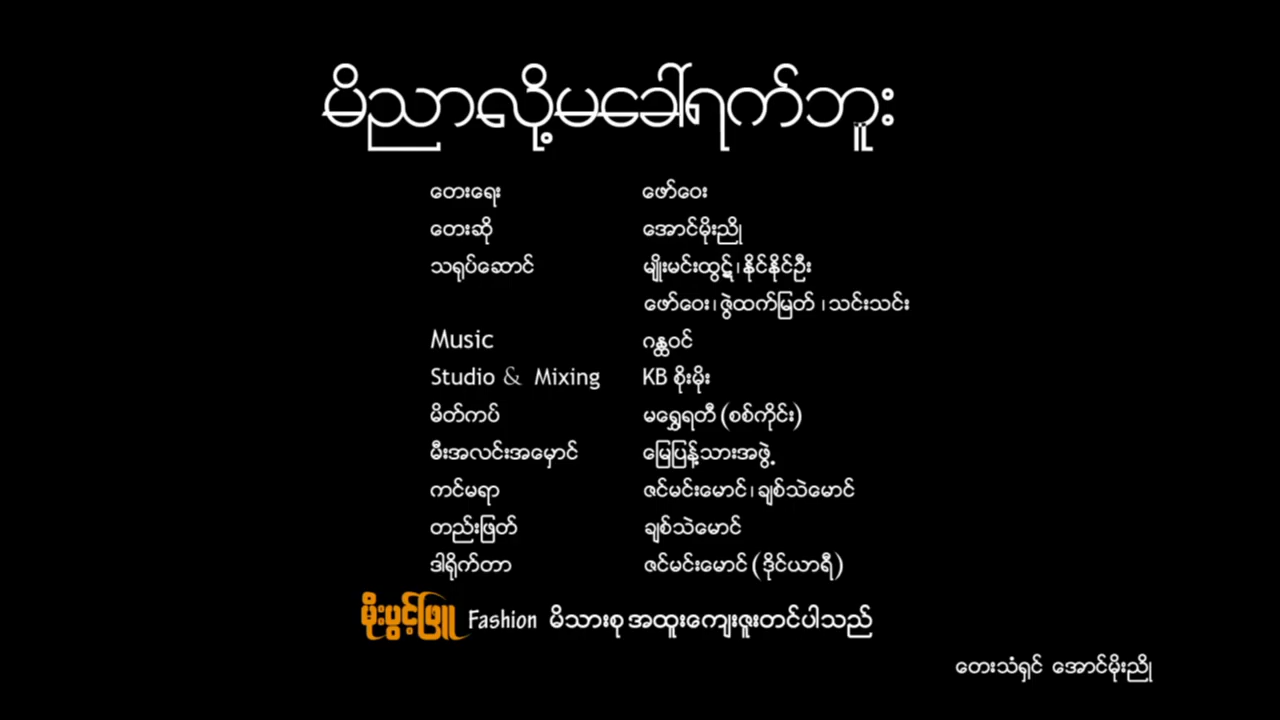 မိညာလို့မခေါ်ရက်ဘူး
တေးရေး ဖော်ဝေး
တေးဆို အောင်မိုးညို
သရုပ်ဆောင် မျိုးမင်းထွဋ်၊နိုင်နိုင်ဦး
ဖော်ဝေး၊ဇွဲထက်မြတ်၊သင်းသင်း
Music ဂန္ထဝင်
Studio & Mixing KB စိုးမိုး
မိတ်ကပ် မရွှေရတီ(စစ်ကိုင်း)
မီးအလင်းအမှောင် မြေပြန့်သားအဖွဲ့
ကင်မရာ ဇင်မင်းမောင်၊ချစ်သဲမောင်
တည်းဖြတ် ချစ်သဲမောင်
ဒါရိုက်တာ ဇင်မင်းမောင်(ဒိုင်ယာရီ)
မိုးပွင့်ဖြူ Fashion မိသားစု အထူးကျေးဇူးတင်ပါသည်
တေးသံရှင် အောင်မိုးညို